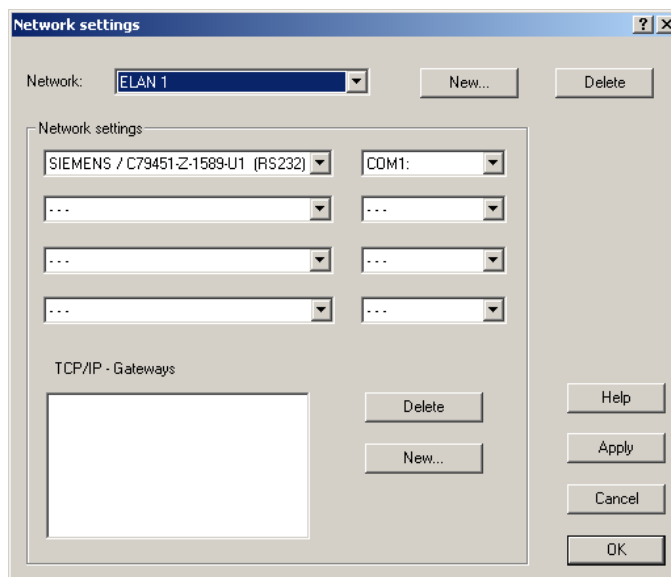 Network settings
Network: ELAN 1 New... Delete
Network settings
SIEMENS / C79451-Z-1589-U1 (RS232) COM1:
- - - - - -
- - - - - -
- - - - - -
TCP/IP - Gateways
Delete
New...
Help
Apply
Cancel
OK